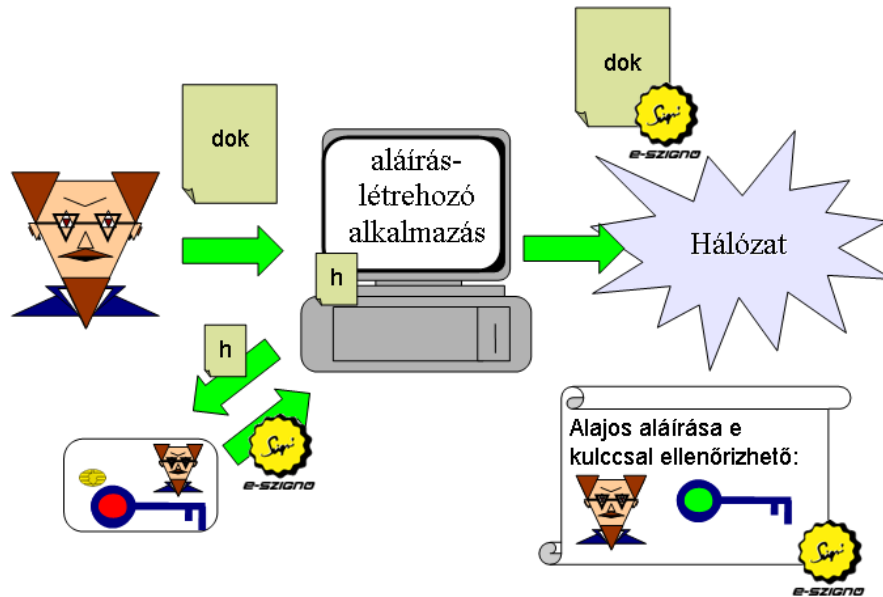 dok
e-SZIGNO
dok
aláírás-
létrehozó
alkalmazás
Hálózat
h
h
e-SZIGNO
Alajos aláírása e
kulccsal ellenőrizhető:
e-SZIGNO